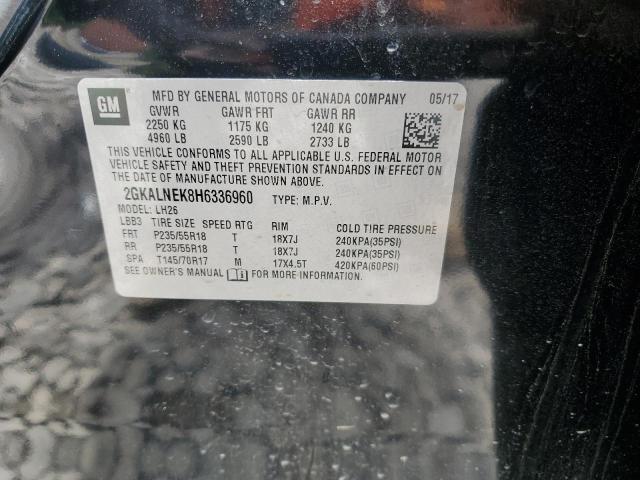 GM
MFD BY GENERAL MOTORS OF CANADA COMPANY 05/17
GVWR GAWR FRT GAWR RR
2250 KG 1175 KG 1240 KG
4960 LB 2590 LB 2733 LB
THIS VEHICLE CONFORMS TO ALL APPLICABLE U.S. FEDERAL MOTOR
VEHICLE SAFETY AND THEFT PREVENTION STANDARDS IN EFFECT ON
THE DATE OF MANUFACTURE SHOWN ABOVE.
2GKALNEK8H6336960 TYPE: M.P.V.
MODEL: LH26
LBB3 TIRE SIZE SPEED RTG RIM COLD TIRE PRESSURE
FRT P235/55R18 T 18X7J 240KPA(35PSI)
RR P235/55R18 T 18X7J 240KPA(35PSI)
SPA T145/70R17 M 17X4.5T 420KPA(60PSI)
SEE OWNER'S MANUAL FOR MORE INFORMATION.